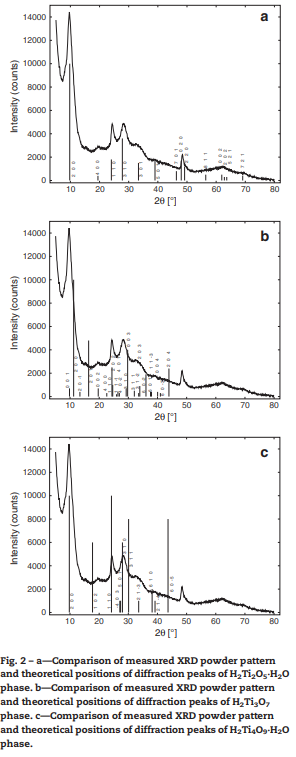 a
14000
12000
10000
8000
6000
4000
2000
0
Intensity (counts)
10 20 30 40 50 60 70 80
2θ [°]
b
14000
12000
10000
8000
6000
4000
2000
0
Intensity (counts)
10 20 30 40 50 60 70 80
2θ [°]
c
14000
12000
10000
8000
6000
4000
2000
0
Intensity (counts)
10 20 30 40 50 60 70 80
2θ [°]
Fig. 2 – a—Comparison of measured XRD powder pattern
and theoretical positions of diffraction peaks of H₂Ti₂O₅·H₂O
phase. b—Comparison of measured XRD powder pattern
and theoretical positions of diffraction peaks of H₂Ti₃O₇
phase. c—Comparison of measured XRD powder pattern
and theoretical positions of diffraction peaks of H₂Ti₄O₉·H₂O
phase.